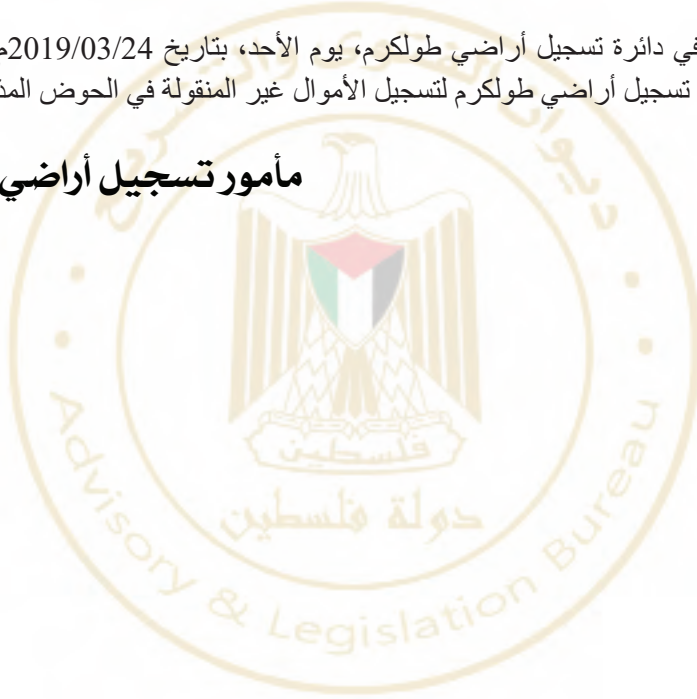 في دائرة تسجيل أراضي طولكرم، يوم الأحد، بتاريخ 2019/03/24م
تسجيل أراضي طولكرم لتسجيل الأموال غير المنقولة في الحوض
مأمور تسجيل أراضي
ديوان
فلسطين
دولة فلسطين
Advisory & Legislation Bureau